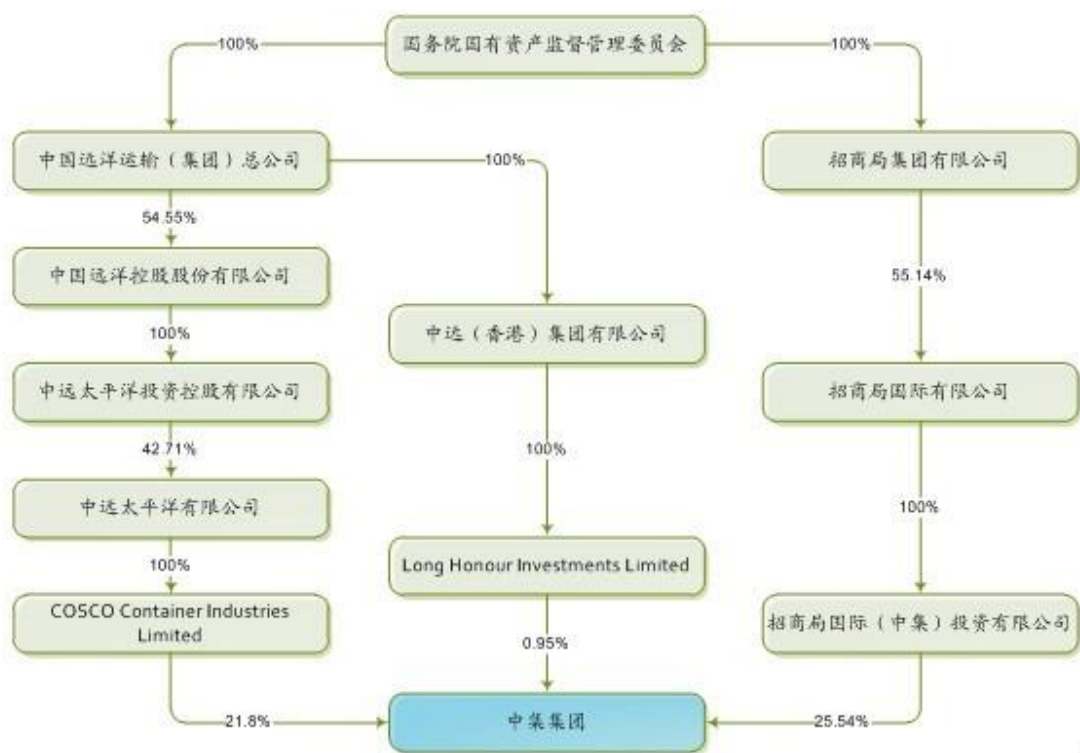 100%
国务院国有资产监督管理委员会
100%
中国远洋运输（集团）总公司
100%
招商局集团有限公司
54.55%
中国远洋控股股份有限公司
55.14%
100%
中远（香港）集团有限公司
中远太平洋投资控股有限公司
招商局国际有限公司
42.71%
100%
中远太平洋有限公司
100%
100%
Long Honour Investments Limited
COSCO Container Industries
Limited
招商局国际（中集）投资有限公司
0.95%
21.8%
中集集团
25.54%